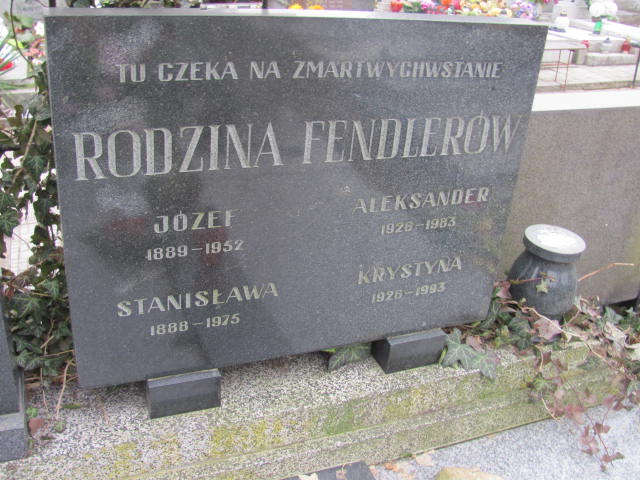 TU CZEKA NA ZMARTWYCHWSTANIE
RODZINA FENDLERÓW
JÓZEF
1889-1952
STANISŁAWA
1888-1975
ALEKSANDER
1926-1983
KRYSTYNA
1926-1993